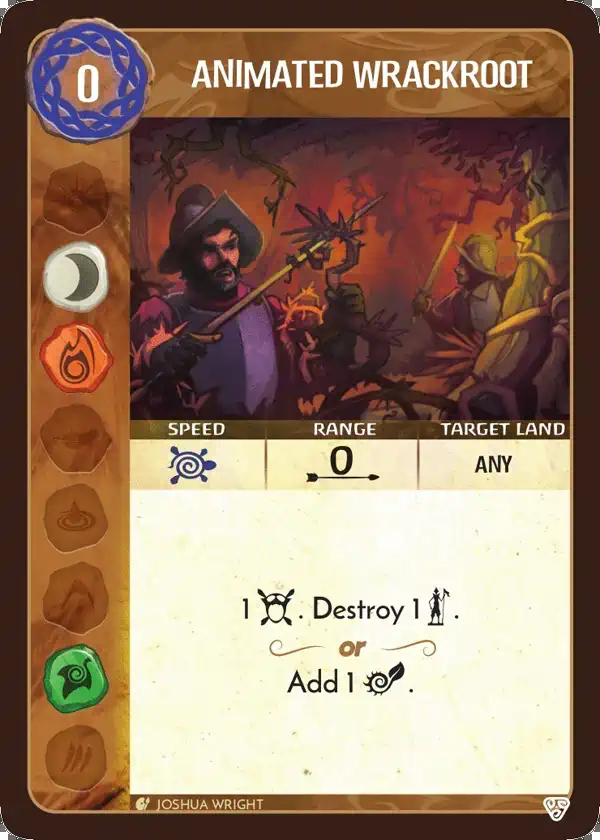 0
ANIMATED WRACKROOT
SPEED RANGE TARGET LAND
0 ANY
1 . Destroy 1 .
or
Add 1 .
JOSHUA WRIGHT